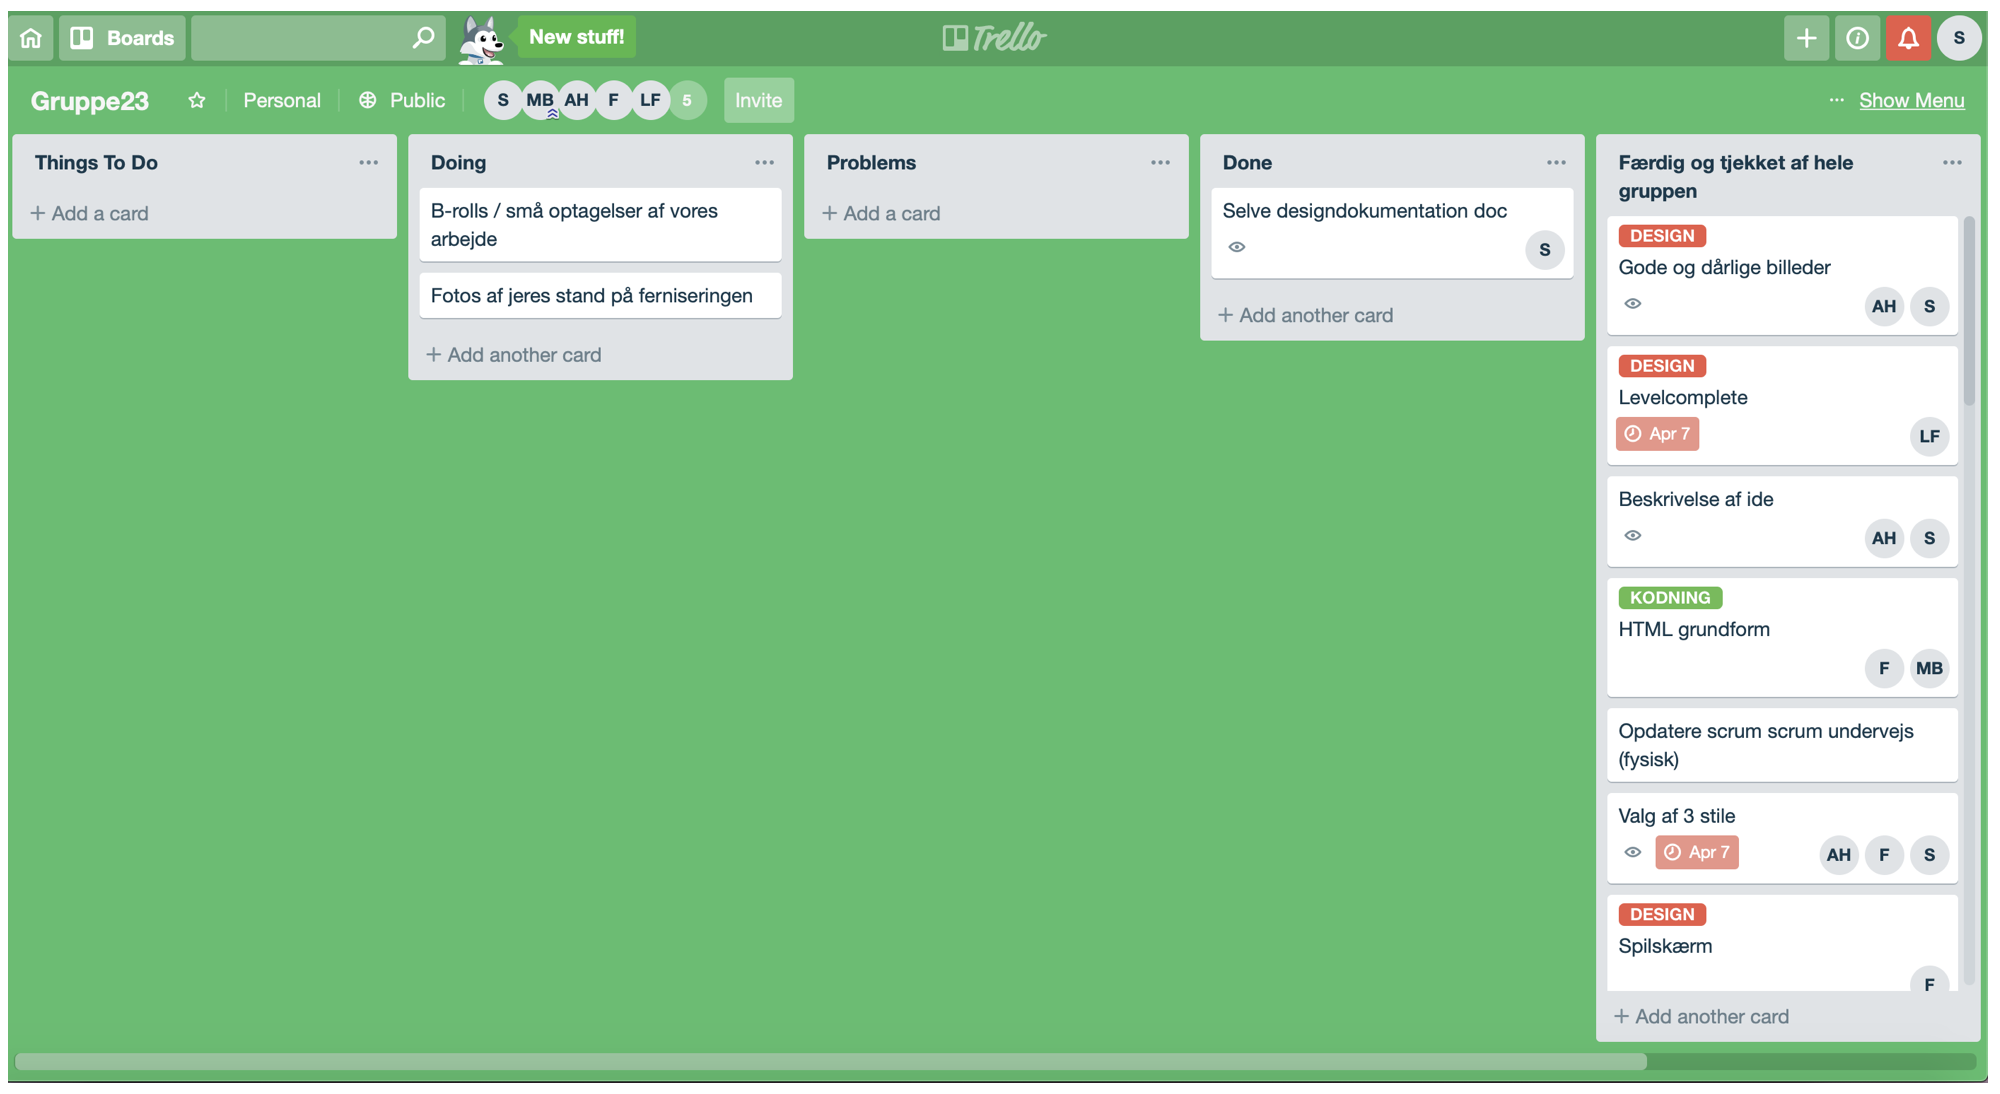 Boards
New stuff!
Trello
S
Gruppe23
Personal
Public
S MB AH F LF 5
Invite
... Show Menu
Things To Do
+ Add a card
Doing
B-rolls / små optagelser af vores
arbejde
Fotos af jeres stand på ferniseringen
+ Add another card
Problems
+ Add a card
Done
Selve designdokumentation doc
S
+ Add another card
Færdig og tjekket af hele
gruppen
DESIGN
Gode og dårlige billeder
AH S
DESIGN
Levelcomplete
Apr 7
LF
Beskrivelse af ide
AH S
KODNING
HTML grundform
F MB
Opdatere scrum scrum undervejs
(fysisk)
Valg af 3 stile
Apr 7
AH F S
DESIGN
Spilskærm
F
+ Add another card